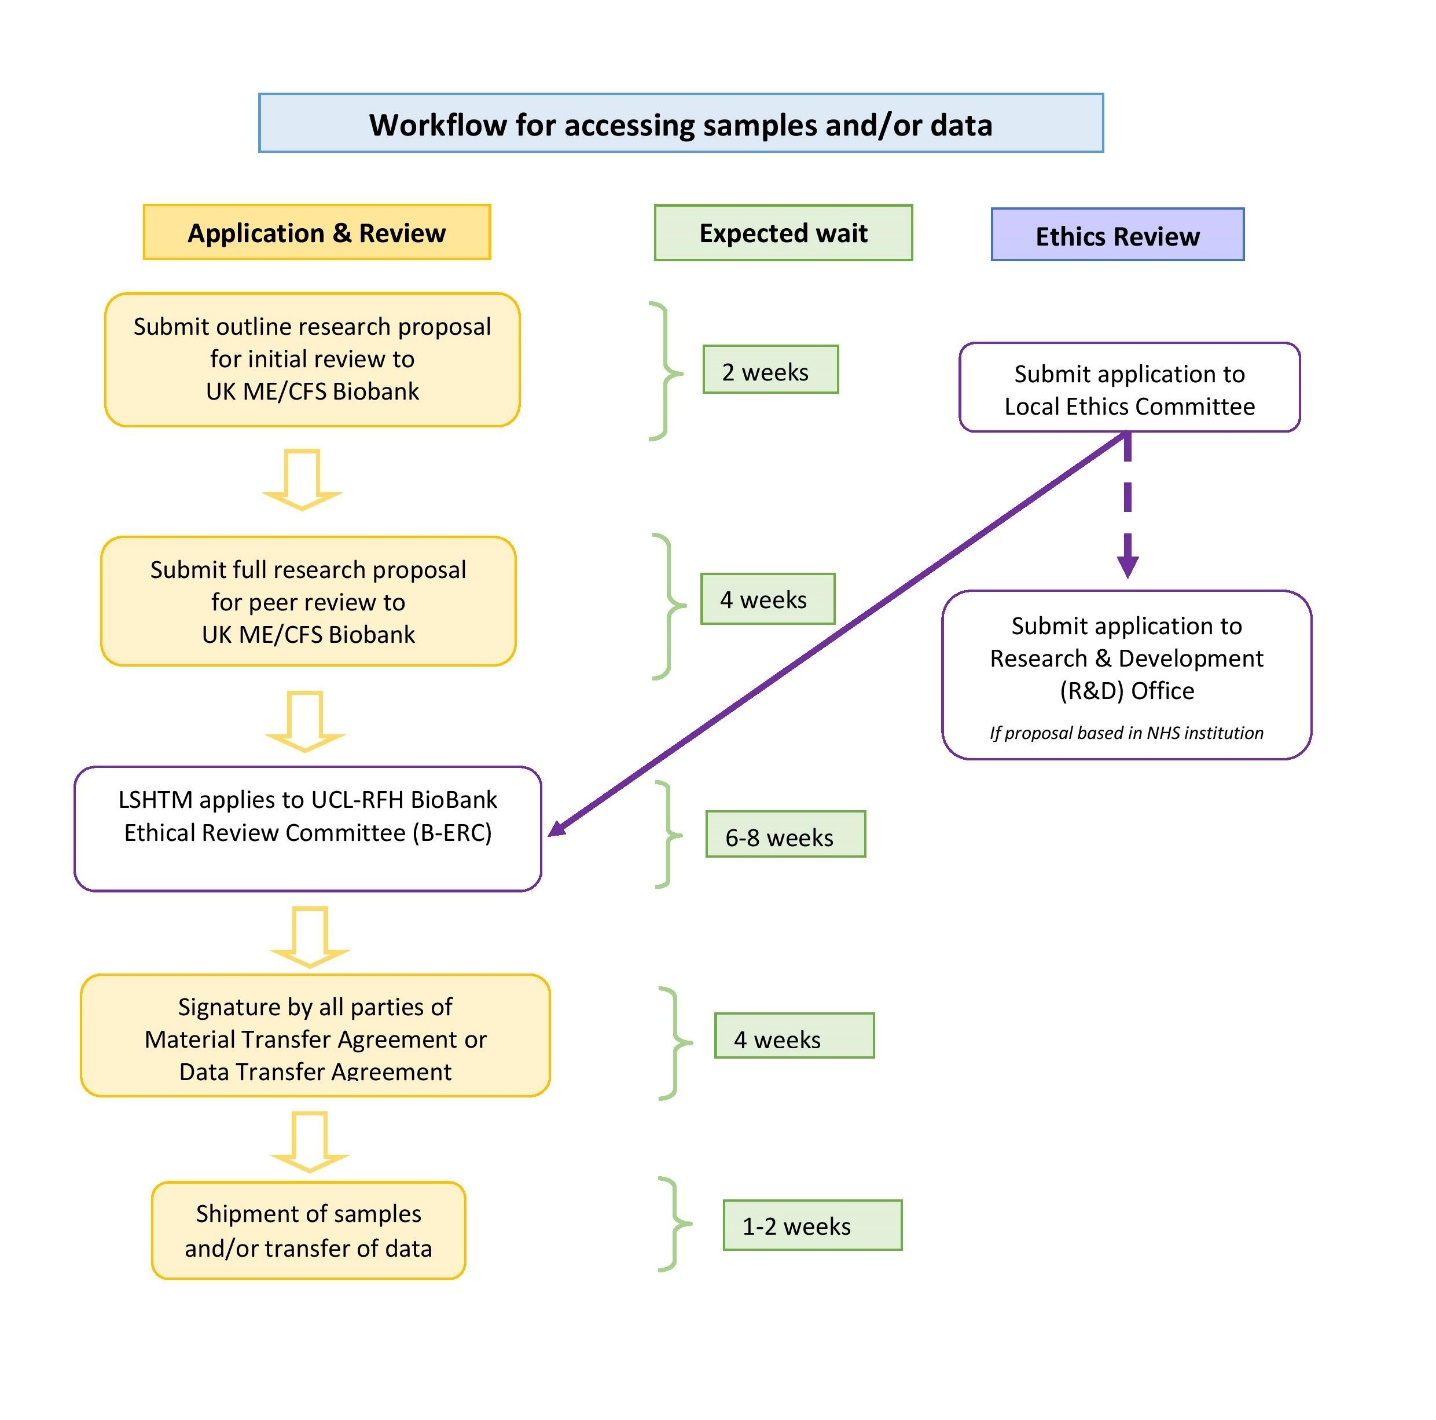 Workflow for accessing samples and/or data
Application & Review
Expected wait
Ethics Review
Submit outline research proposal
for initial review to
UK ME/CFS Biobank
2 weeks
Submit application to
Local Ethics Committee
Submit full research proposal
for peer review to
UK ME/CFS Biobank
4 weeks
Submit application to
Research & Development
(R&D) Office
If proposal based in NHS institution
LSHTM applies to UCL-RFH BioBank
Ethical Review Committee (B-ERC)
6-8 weeks
Signature by all parties of
Material Transfer Agreement or
Data Transfer Agreement
4 weeks
Shipment of samples
and/or transfer of data
1-2 weeks